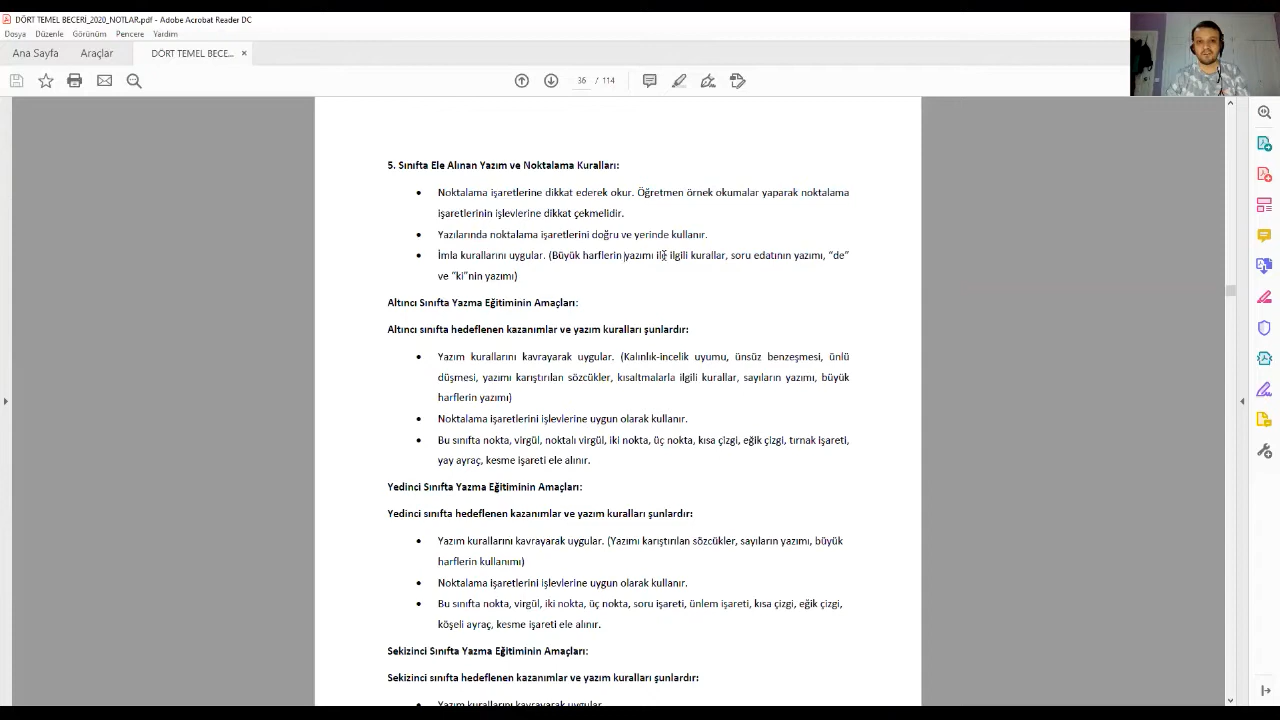 DÖRT TEMEL BECERİ_2020_NOTLAR.pdf - Adobe Acrobat Reader DC
Dosya Düzenle Görünüm Pencere Yardım
Ana Sayfa Araçlar DÖRT TEMEL BECE... ×
36 / 114
5. Sınıfta Ele Alınan Yazım ve Noktalama Kuralları:
• Noktalama işaretlerine dikkat ederek okur. Öğretmen örnek okumalar yaparak noktalama
işaretlerinin işlevlerine dikkat çekmelidir.
• Yazılarında noktalama işaretlerini doğru ve yerinde kullanır.
• İmla kurallarını uygular. (Büyük harflerin yazımı ile ilgili kurallar, soru edatının yazımı, “de”
ve “ki”nin yazımı)
Altıncı Sınıfta Yazma Eğitiminin Amaçları:
Altıncı sınıfta hedeflenen kazanımlar ve yazım kuralları şunlardır:
• Yazım kurallarını kavrayarak uygular. (Kalınlık-incelik uyumu, ünsüz benzeşmesi, ünlü
düşmesi, yazımı karıştırılan sözcükler, kısaltmalarla ilgili kurallar, sayıların yazımı, büyük
harflerin yazımı)
• Noktalama işaretlerini işlevlerine uygun olarak kullanır.
• Bu sınıfta nokta, virgül, noktalı virgül, iki nokta, üç nokta, kısa çizgi, eğik çizgi, tırnak işareti,
yay ayraç, kesme işareti ele alınır.
Yedinci Sınıfta Yazma Eğitiminin Amaçları:
Yedinci sınıfta hedeflenen kazanımlar ve yazım kuralları şunlardır:
• Yazım kurallarını kavrayarak uygular. (Yazımı karıştırılan sözcükler, sayıların yazımı, büyük
harflerin kullanımı)
• Noktalama işaretlerini işlevlerine uygun olarak kullanır.
• Bu sınıfta nokta, virgül, iki nokta, üç nokta, soru işareti, ünlem işareti, kısa çizgi, eğik çizgi,
köşeli ayraç, kesme işareti ele alınır.
Sekizinci Sınıfta Yazma Eğitiminin Amaçları:
Sekizinci sınıfta hedeflenen kazanımlar ve yazım kuralları şunlardır:
• Yazım kurallarını kavrayarak uygular.